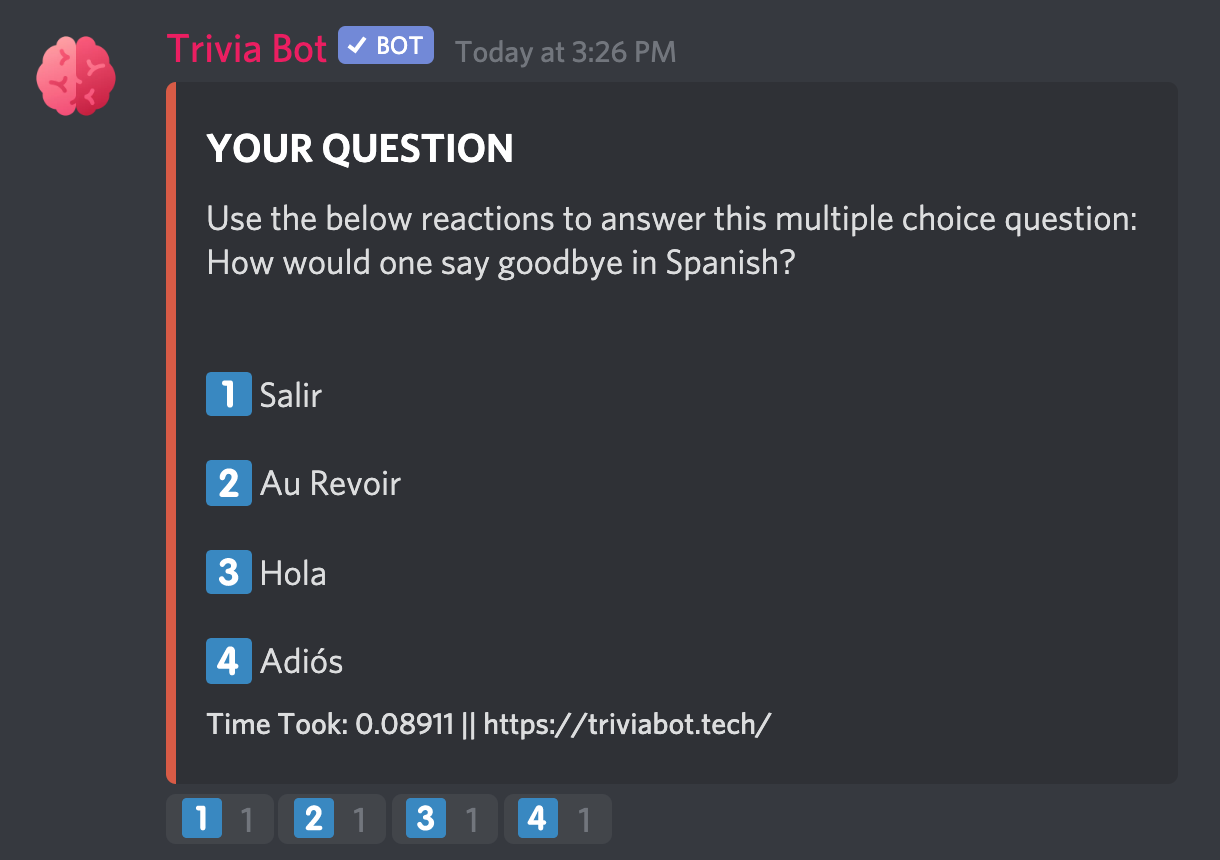 Trivia Bot ✓ BOT Today at 3:26 PM
YOUR QUESTION
Use the below reactions to answer this multiple choice question:
How would one say goodbye in Spanish?
1 Salir
2 Au Revoir
3 Hola
4 Adiós
Time Took: 0.08911 || https://triviabot.tech/
1 1 2 1 3 1 4 1